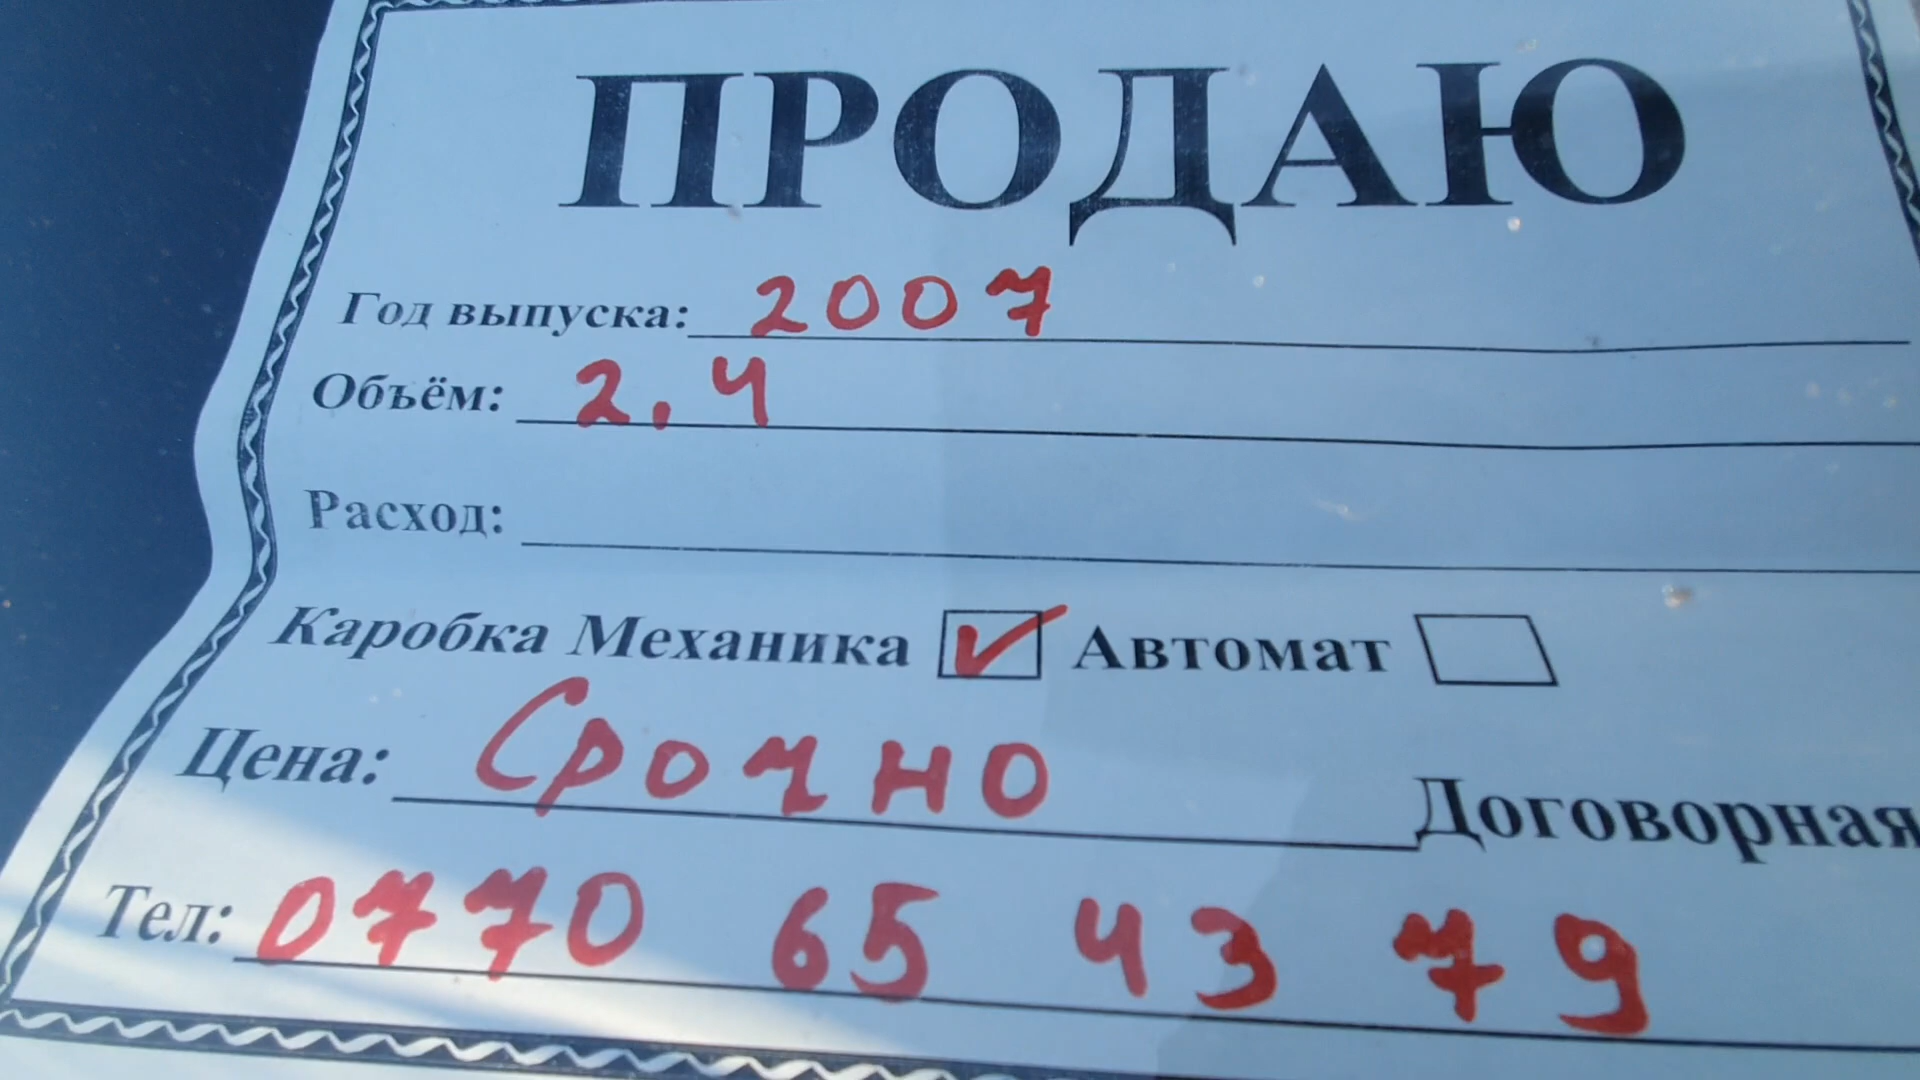 ПРОДАЮ
Год выпуска: 2007
Объём: 2,4
Расход:
Каробка Механика ✓ Автомат
Цена: Срочно Договорная
Тел: 0770 65 43 79